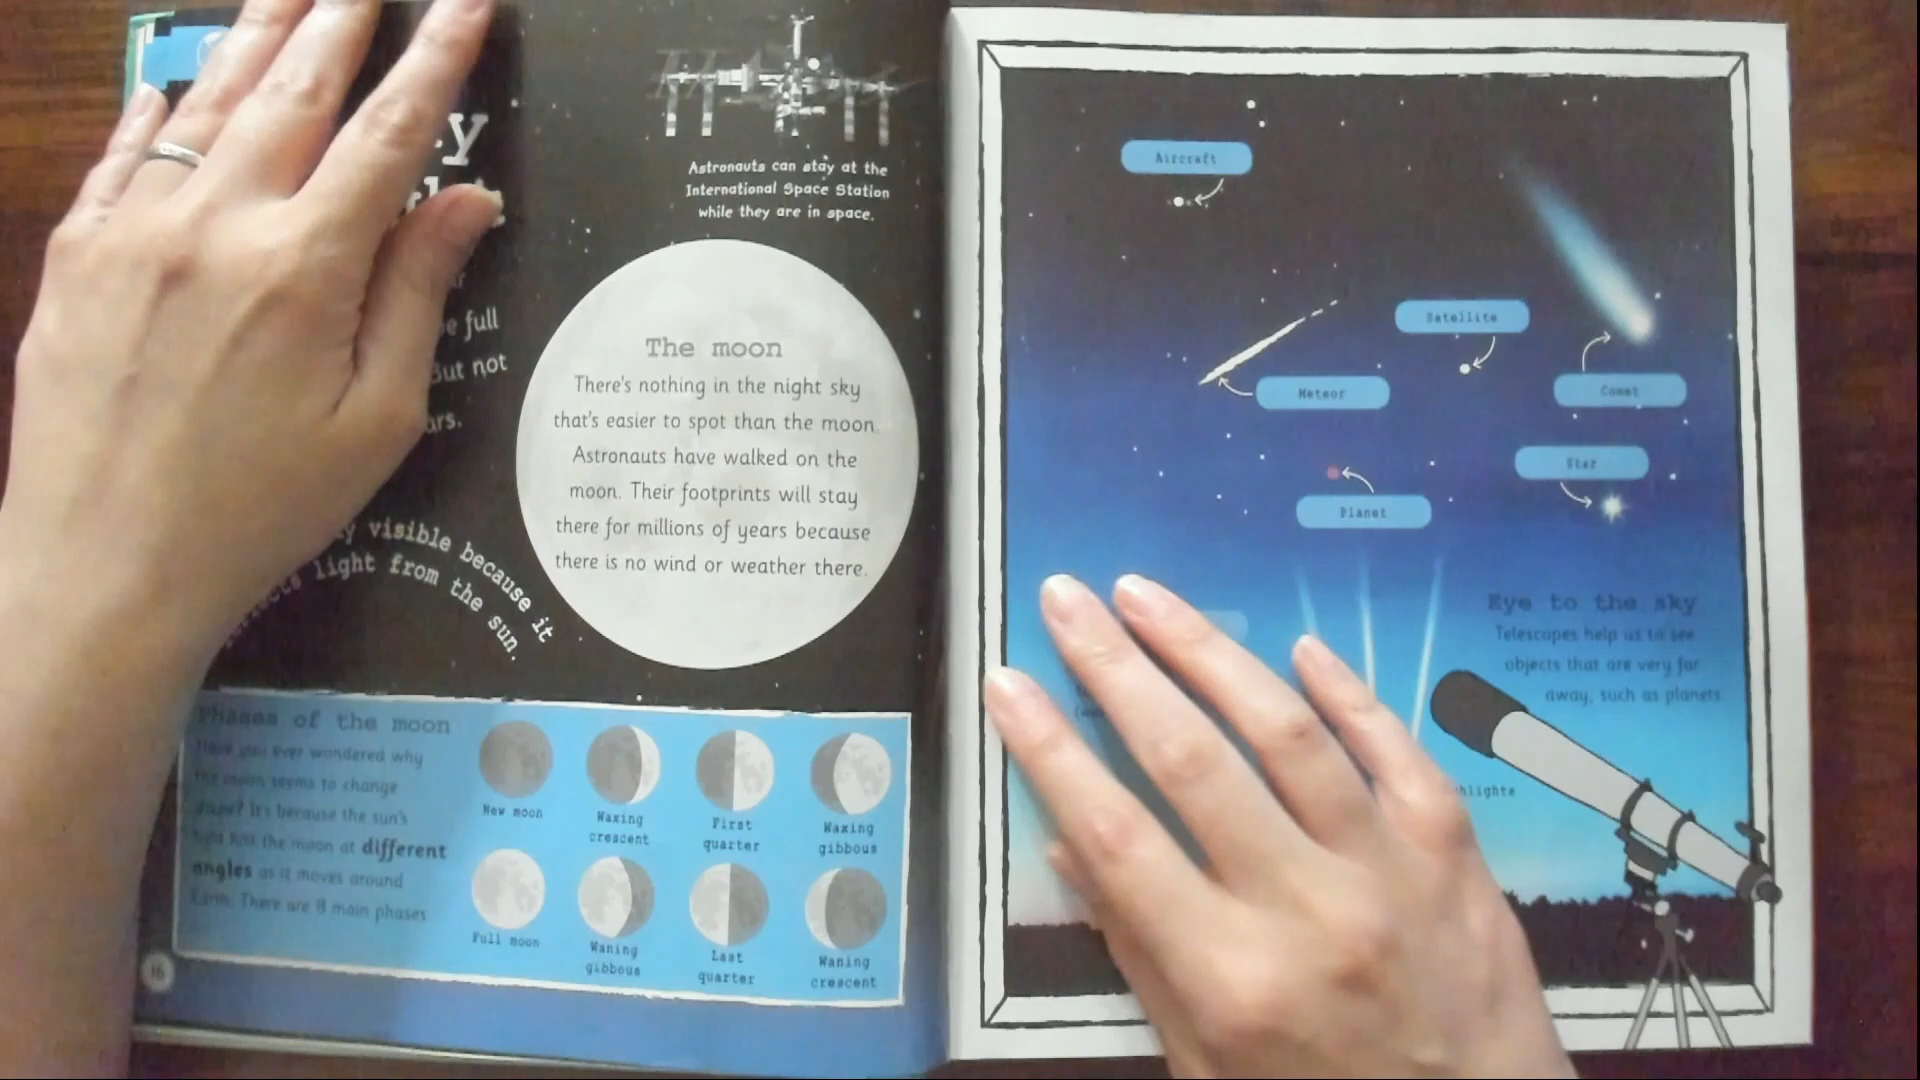 Astronauts can stay at the
International Space Station
while they are in space.
be full
But not
The moon
There's nothing in the night sky
that's easier to spot than the moon.
Astronauts have walked on the
moon. Their footprints will stay
there for millions of years because
there is no wind or weather there.
visible because it
light from the sun.
Phases of the moon
Have you ever wondered why
the moon seems to change
shape? It's because the sun's
light hits the moon at different
angles as it moves around
Earth. There are 8 main phases
New moon
Waxing
crescent
First
quarter
Waxing
gibbous
Full moon
Waning
gibbous
Last
quarter
Waning
crescent
16
Aircraft
Satellite
Meteor
Comet
Star
Planet
Eye to the sky
Telescopes help us to see
objects that are very far
away, such as planets